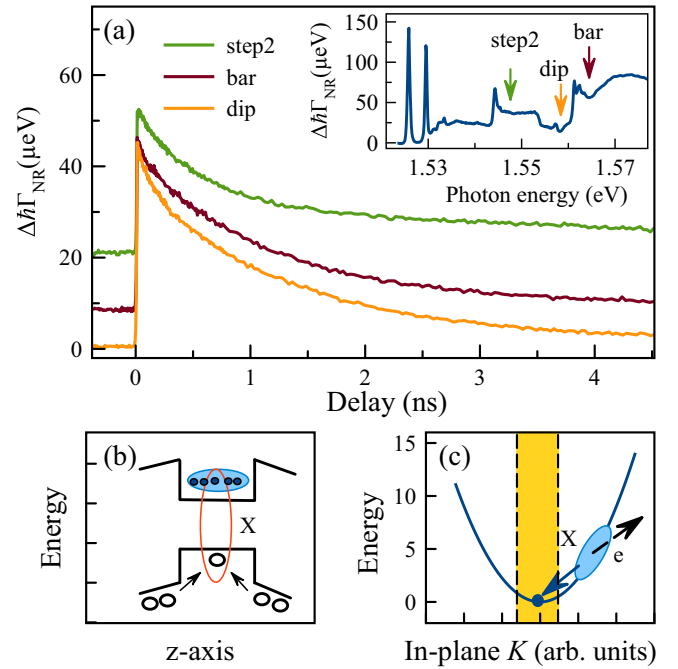 (a)
step2
bar
dip
ΔℏΓNR(μeV)
60
40
20
0
0
1
2
3
4
Delay (ns)
ΔℏΓNR(μeV)
150
100
50
0
step2
dip
bar
1.53
1.55
1.57
Photon energy (eV)
(b)
X
Energy
z-axis
(c)
15
10
5
0
X
e
Energy
In-plane K (arb. units)